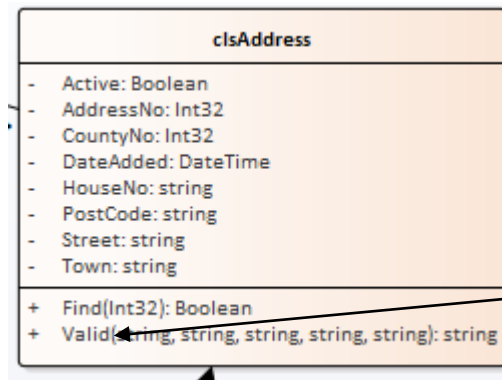 clsAddress
- Active: Boolean
- AddressNo: Int32
- CountyNo: Int32
- DateAdded: DateTime
- HouseNo: string
- PostCode: string
- Street: string
- Town: string
+ Find(Int32): Boolean
+ Valid(string, string, string, string, string): string